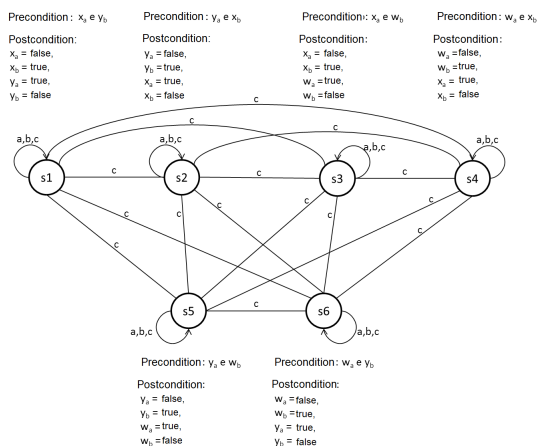 Precondition: xa e yb
Precondition: ya e xb
Precondition: xa e wb
Precondition: wa e yb
Postcondition:
xa = false,
xb = true,
ya = true,
yb = false
Postcondition:
ya = false,
yb = true,
xa = true,
xb = false
Postcondition:
xa = false,
xb = true,
wa = true,
wb = false
Postcondition:
wa = false,
wb = true,
xa = true,
xb = false
c
c
c
a,b,c
a,b,c
a,b,c
a,b,c
s1
c
s2
c
s3
c
s4
c
c
c
c
c
c
c
c
s5
c
s6
a,b,c
a,b,c
Precondition: ya e wb
Precondition: wa e yb
Postcondition:
ya = false,
yb = true,
wa = true,
wb = false
Postcondition:
wa = false,
wb = true,
ya = true,
yb = false